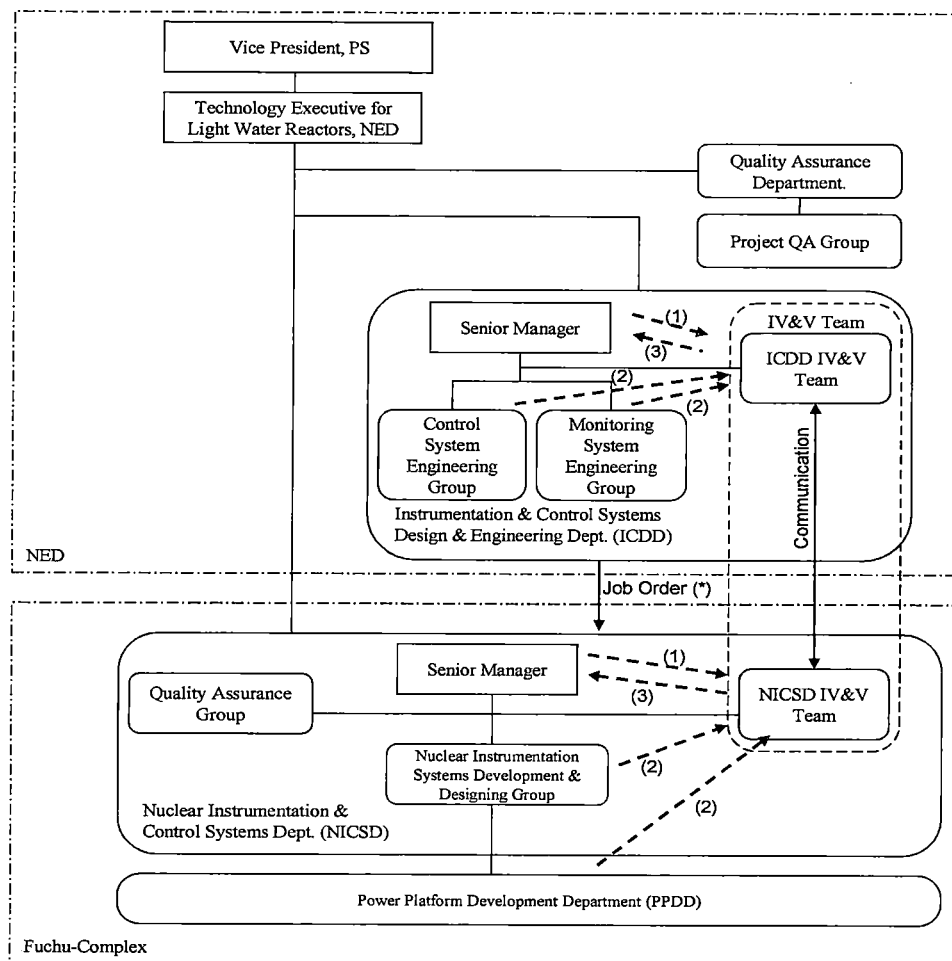 Vice President, PS
Technology Executive for
Light Water Reactors, NED
Quality Assurance
Department.
Project QA Group
Senior Manager
(1)
(3)
IV&V Team
ICDD IV&V
Team
(2)
(2)
Control
System
Engineering
Group
Monitoring
System
Engineering
Group
Communication
Instrumentation & Control Systems
Design & Engineering Dept. (ICDD)
NED
Job Order (*)
Senior Manager
(1)
(3)
Quality Assurance
Group
NICSD IV&V
Team
Nuclear Instrumentation
Systems Development &
Designing Group
(2)
(2)
Nuclear Instrumentation &
Control Systems Dept. (NICSD)
Power Platform Development Department (PPDD)
Fuchu-Complex